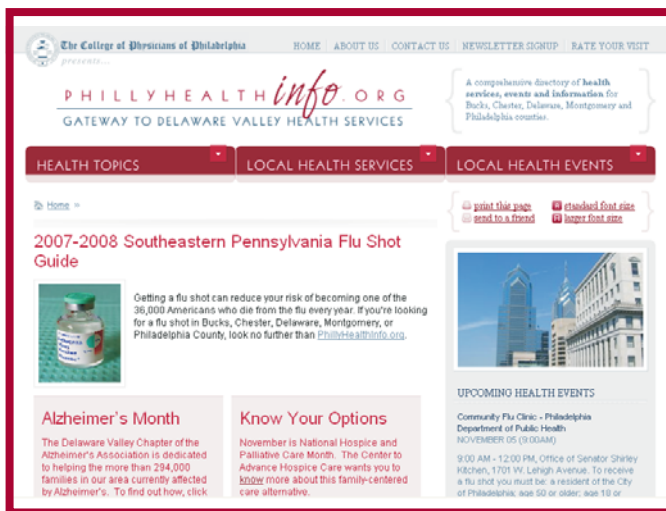 The College of Physicians of Philadelphia
presents...
HOME | ABOUT US | CONTACT US | NEWSLETTER SIGNUP | RATE YOUR VISIT
PHILLYHEALTHinfo.ORG
GATEWAY TO DELAWARE VALLEY HEALTH SERVICES
A comprehensive directory of health
services, events and information for
Bucks, Chester, Delaware, Montgomery and
Philadelphia counties.
HEALTH TOPICS
LOCAL HEALTH SERVICES
LOCAL HEALTH EVENTS
Home »
print this page
standard font size
send to a friend
larger font size
2007-2008 Southeastern Pennsylvania Flu Shot
Guide
Getting a flu shot can reduce your risk of becoming one of the
36,000 Americans who die from the flu every year. If you're looking
for a flu shot in Bucks, Chester, Delaware, Montgomery, or
Philadelphia County, look no further than PhillyHealthInfo.org.
Alzheimer's Month
The Delaware Valley Chapter of the
Alzheimer's Association is dedicated
to helping the more than 294,000
families in our area currently affected
by Alzheimer's. To find out how, click
Know Your Options
November is National Hospice and
Palliative Care Month. The Center to
Advance Hospice Care wants you to
know more about this family-centered
care alternative.
UPCOMING HEALTH EVENTS
Community Flu Clinic - Philadelphia
Department of Public Health
NOVEMBER 05 (9:00AM)
9:00 AM - 12:00 PM, Office of Senator Shirley
Kitchen, 1701 W. Lehigh Avenue. To receive
a flu shot you must be: a resident of the City
of Philadelphia; age 50 or older; age 18 or